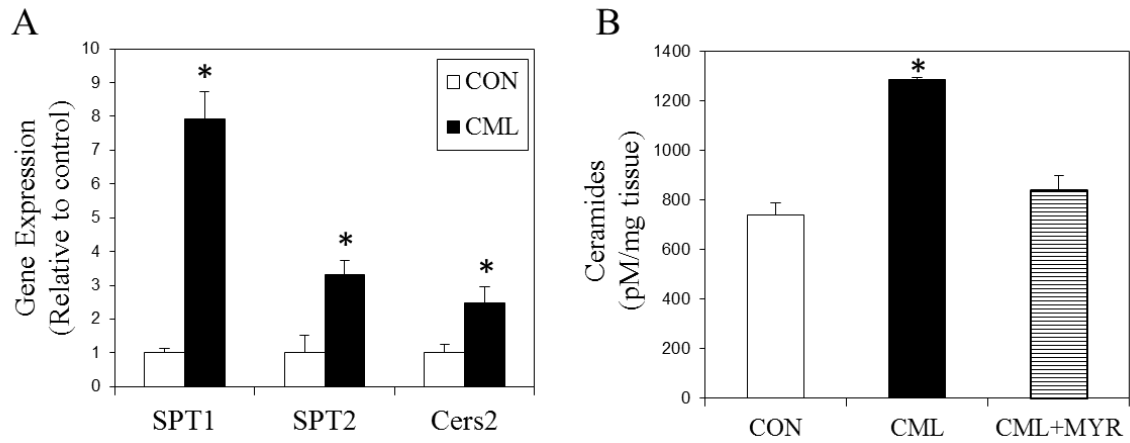 A
Gene Expression
(Relative to control)
10
9
8
7
6
5
4
3
2
1
0
*
*
*
CON
CML
SPT1 SPT2 Cers2
B
Ceramides
(pM/mg tissue)
1400
1200
1000
800
600
400
200
0
*
CON CML CML+MYR